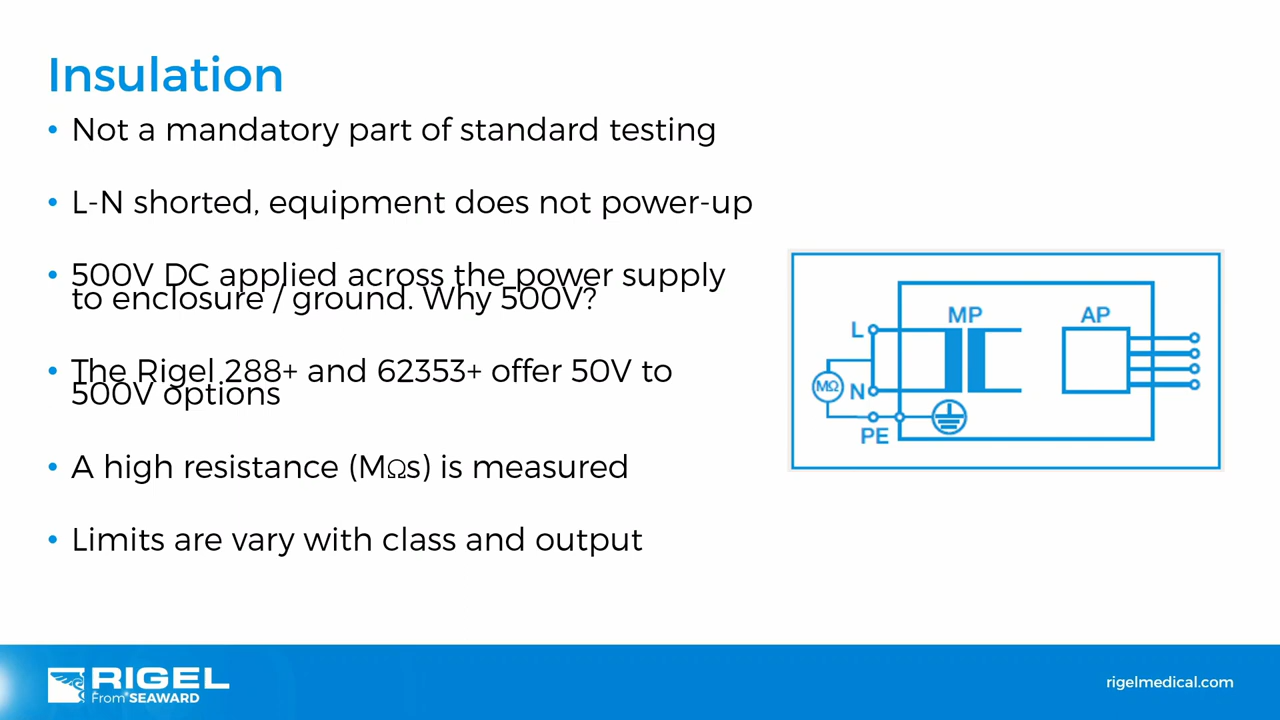 Insulation
• Not a mandatory part of standard testing
• L-N shorted, equipment does not power-up
• 500V DC applied across the power supply
to enclosure / ground. Why 500V?
• The Rigel 288+ and 62353+ offer 50V to
500V options
• A high resistance (MΩs) is measured
• Limits are vary with class and output
MP
AP
L
MΩ
N
PE
RIGEL
From SEAWARD
rigelmedical.com